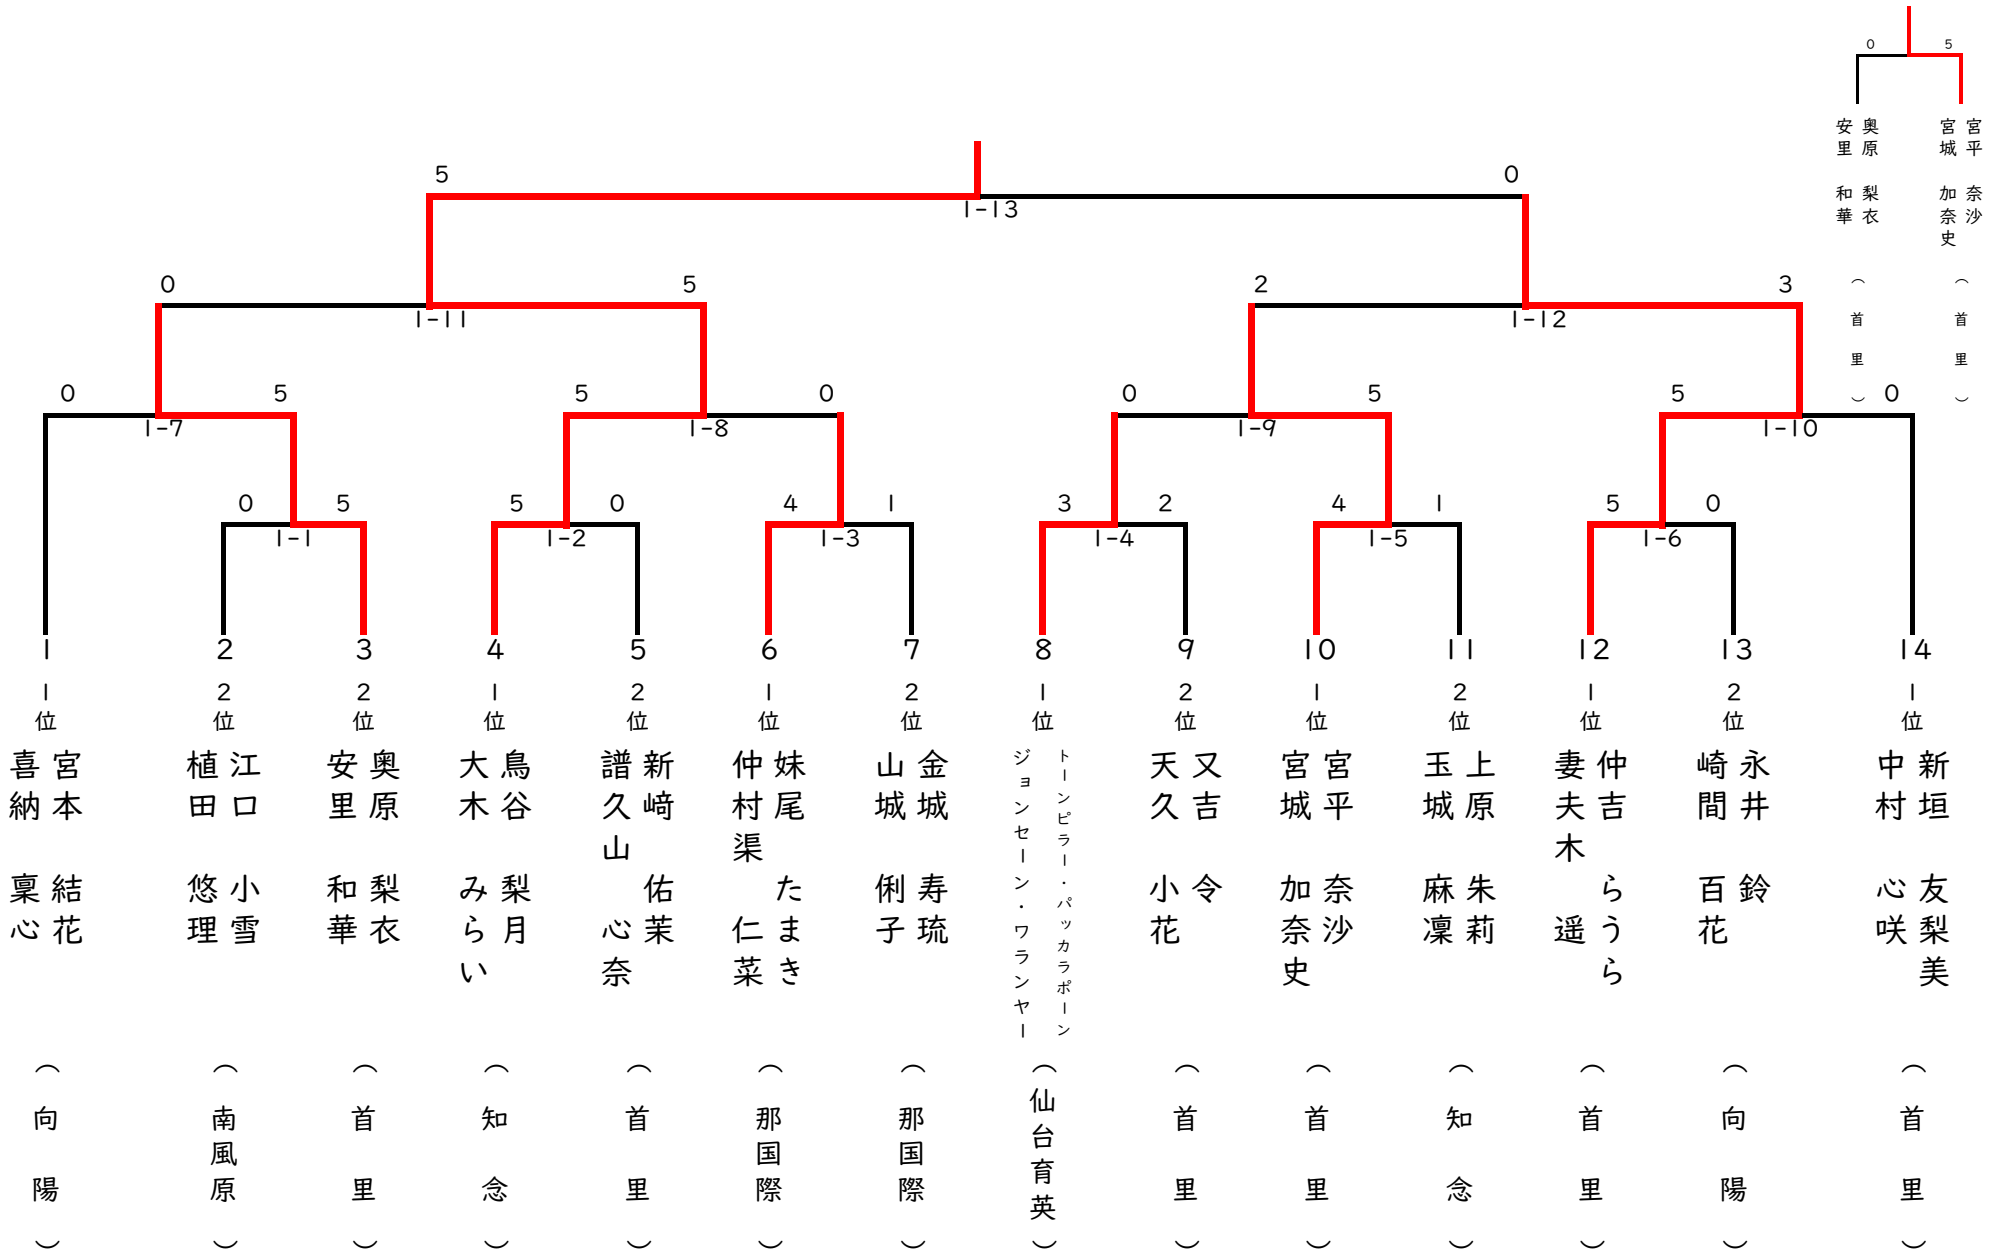 0 5
奥原 梨衣
安里 和華
(首里)
宮平 奈沙
宮城 加奈史
(首里)
5 0
1-13
0 5
1-11
2 3
1-12
0 5
1-7
5 0
1-8
0 5
1-9
5 0
1-10
0 5
1-1
5 0
1-2
4 1
1-3
3 2
1-4
4 1
1-5
5 0
1-6
1
1位
宮本 結花
喜納 稟心
(向陽)
2
2位
江口 小雪
植田 悠理
(南風原)
3
2位
奥原 梨衣
安里 和華
(首里)
4
1位
鳥谷 梨月
大木 みらい
(知念)
5
2位
新﨑 佑茉
譜久山 心奈
(首里)
6
1位
妹尾 たまき
仲村渠 仁菜
(那国際)
7
2位
金城 寿琉
山城 俐子
(那国際)
8
1位
トーンピラー・パッカラポーン
ジョンセーン・ワランヤー
(仙台育英)
9
2位
又吉 令
天久 小花
(首里)
10
1位
宮平 奈沙
宮城 加奈史
(首里)
11
2位
上原 朱莉
玉城 麻凜
(知念)
12
1位
仲吉 らうら
妻夫木 遥
(首里)
13
2位
永井 鈴
崎間 百花
(向陽)
14
1位
新垣 友梨美
中村 心咲
(首里)